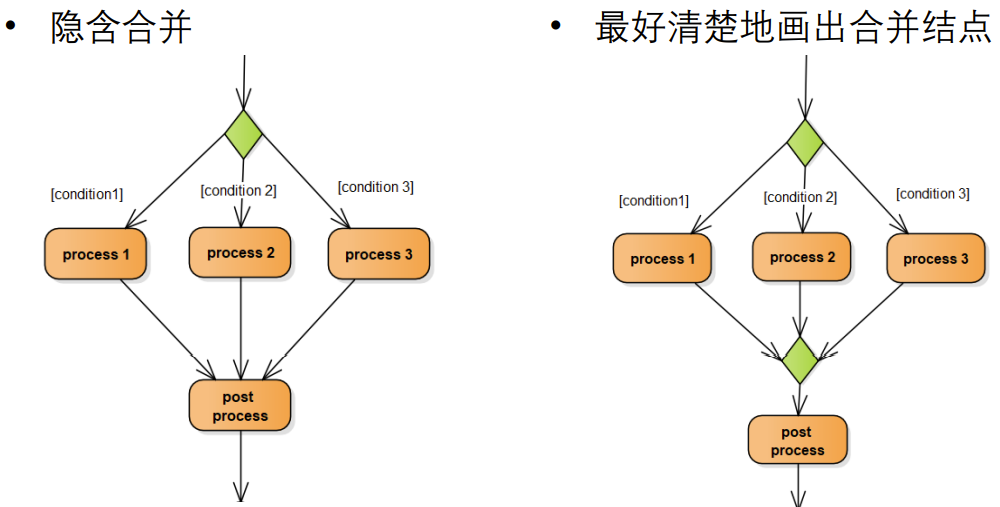 • 隐含合并
[condition1]
[condition 2]
[condition 3]
process 1
process 2
process 3
post
process
• 最好清楚地画出合并结点
[condition1]
[condition 2]
[condition 3]
process 1
process 2
process 3
post
process